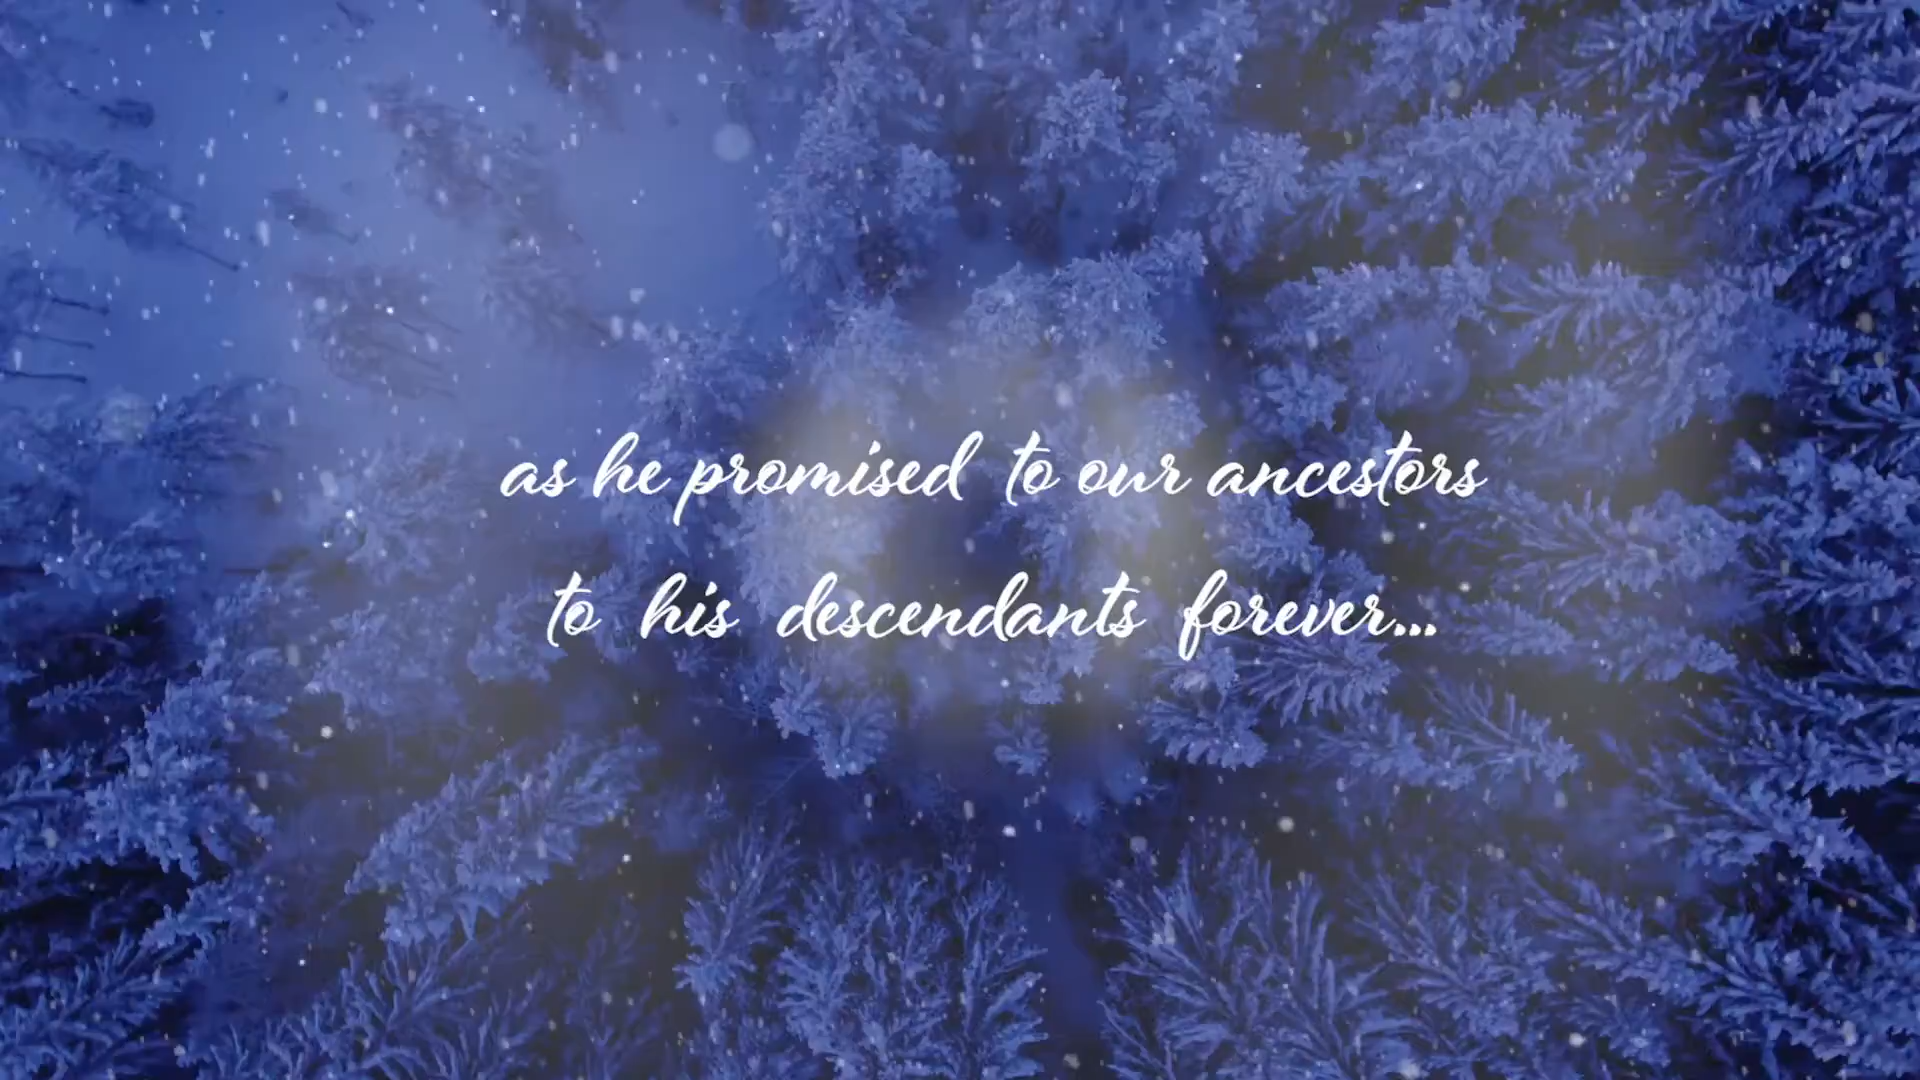 as he promised to our ancestors
to his descendants forever...